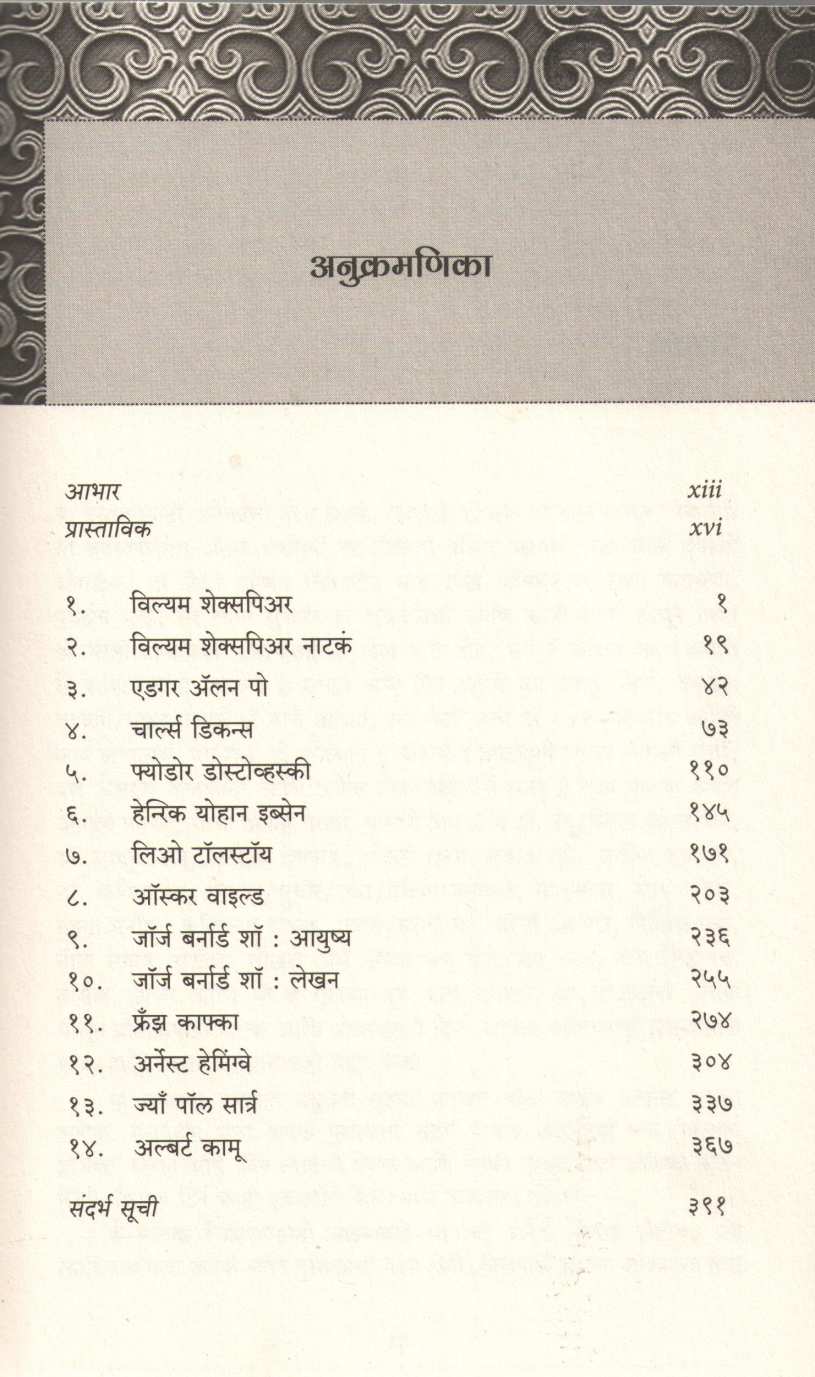 अनुक्रमणिका
आभार xiii
प्रास्ताविक xvi
१. विल्यम शेक्सपिअर १
२. विल्यम शेक्सपिअर नाटकं १९
३. एडगर ॲलन पो ४२
४. चार्ल्स डिकन्स ७३
५. फ्योडोर डोस्टोव्हस्की ११०
६. हेन्रिक योहान इब्सेन १४५
७. लिओ टॉलस्टॉय १७१
८. ऑस्कर वाइल्ड २०३
९. जॉर्ज बर्नार्ड शॉ : आयुष्य २३६
१०. जॉर्ज बर्नार्ड शॉ : लेखन २५५
११. फ्रँझ काफ्का २७४
१२. अर्नेस्ट हेमिंग्वे ३०४
१३. ज्याँ पॉल सार्त्र ३३७
१४. अल्बर्ट कामू ३६७
संदर्भ सूची ३९१